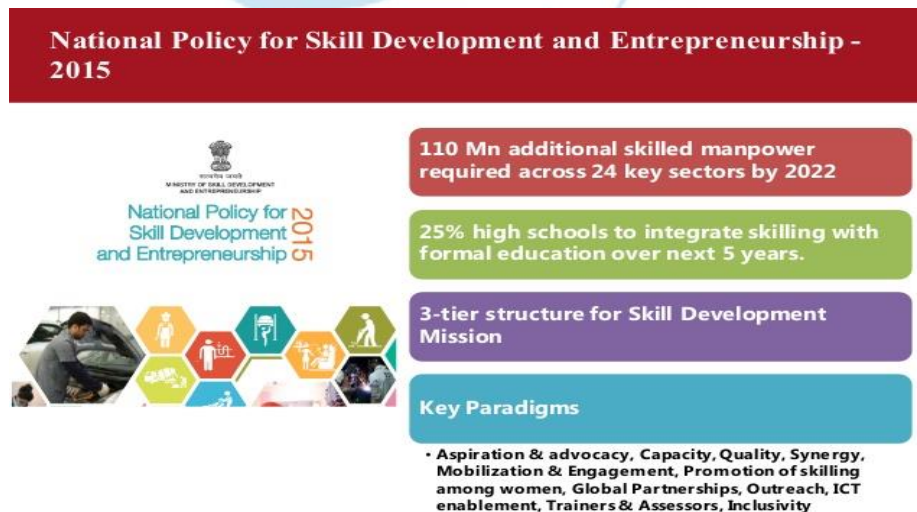 National Policy for Skill Development and Entrepreneurship -
2015
सत्यमेव जयते
MINISTRY OF SKILL DEVELOPMENT
AND ENTREPRENEURSHIP
National Policy for
Skill Development
and Entrepreneurship
2015
110 Mn additional skilled manpower
required across 24 key sectors by 2022
25% high schools to integrate skilling with
formal education over next 5 years.
3-tier structure for Skill Development
Mission
Key Paradigms
• Aspiration & advocacy, Capacity, Quality, Synergy,
Mobilization & Engagement, Promotion of skilling
among women, Global Partnerships, Outreach, ICT
enablement, Trainers & Assessors, Inclusivity